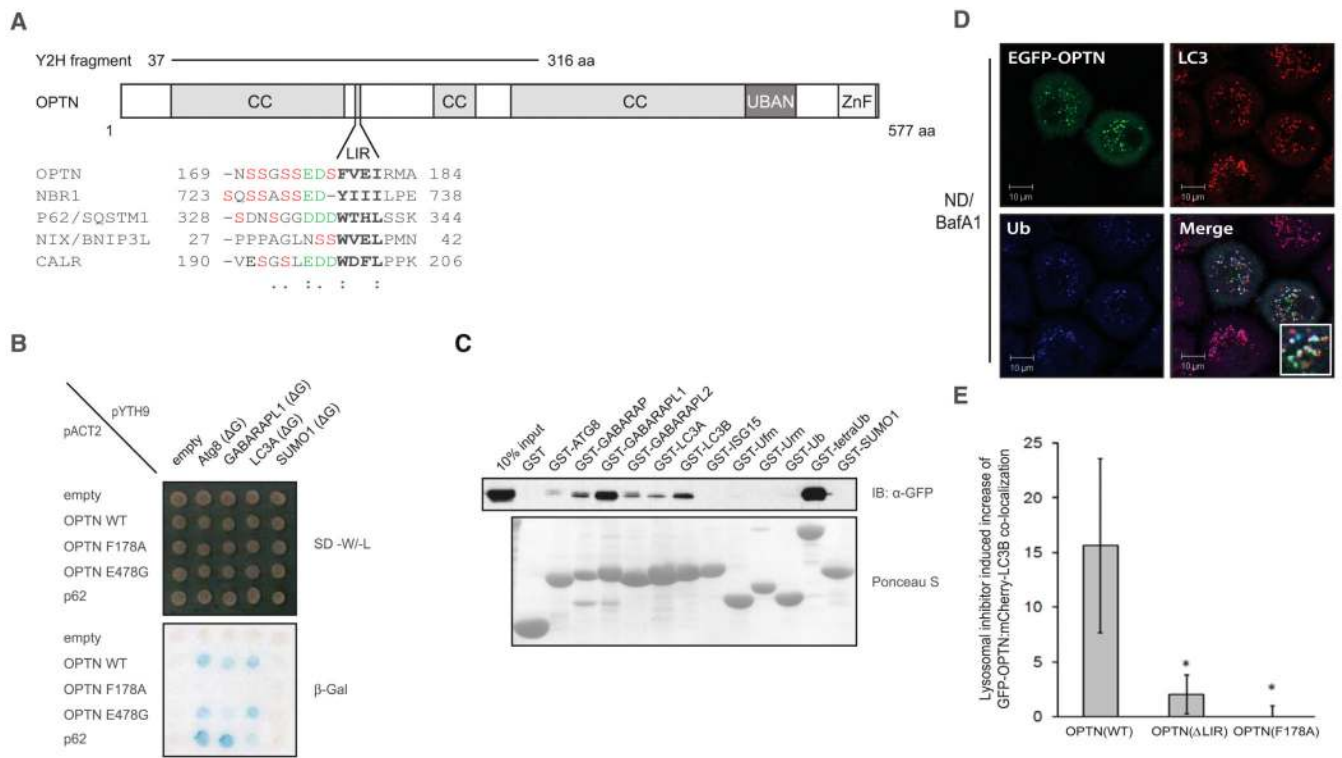 A
Y2H fragment 37 316 aa
OPTN CC CC CC UBAN ZnF
1 577 aa
LIR
OPTN 169 -NSSGSSEDSFVEIRMA 184
NBR1 723 SQSSASSED-YIIILPE 738
P62/SQSTM1 328 -SDNSGGDDDWTHLSSK 344
NIX/BNIP3L 27 -PPPAGLNSSWVELPMN 42
CALR 190 -VESGSLEDDWDFLPPK 206
.. :. : :
B
pYTH9
pACT2
empty
Atg8 (ΔG)
GABARAPL1 (ΔG)
LC3A (ΔG)
SUMO1 (ΔG)
empty
OPTN WT
OPTN F178A
OPTN E478G
p62
SD -W/-L
empty
OPTN WT
OPTN F178A
OPTN E478G
p62
β-Gal
C
10% input
GST
GST-ATG8
GST-GABARAP
GST-GABARAPL1
GST-GABARAPL2
GST-LC3A
GST-LC3B
GST-ISG15
GST-Ufm
GST-Urm
GST-Ub
GST-tetraUb
GST-SUMO1
IB: α-GFP
Ponceau S
D
ND/
BafA1
EGFP-OPTN
10 µm
LC3
10 µm
Ub
10 µm
Merge
10 µm
E
Lysosomal inhibitor induced increase of
GFP-OPTN:mCherry-LC3B co-localization
25
20
15
10
5
0
*
*
OPTN(WT) OPTN(ΔLIR) OPTN(F178A)